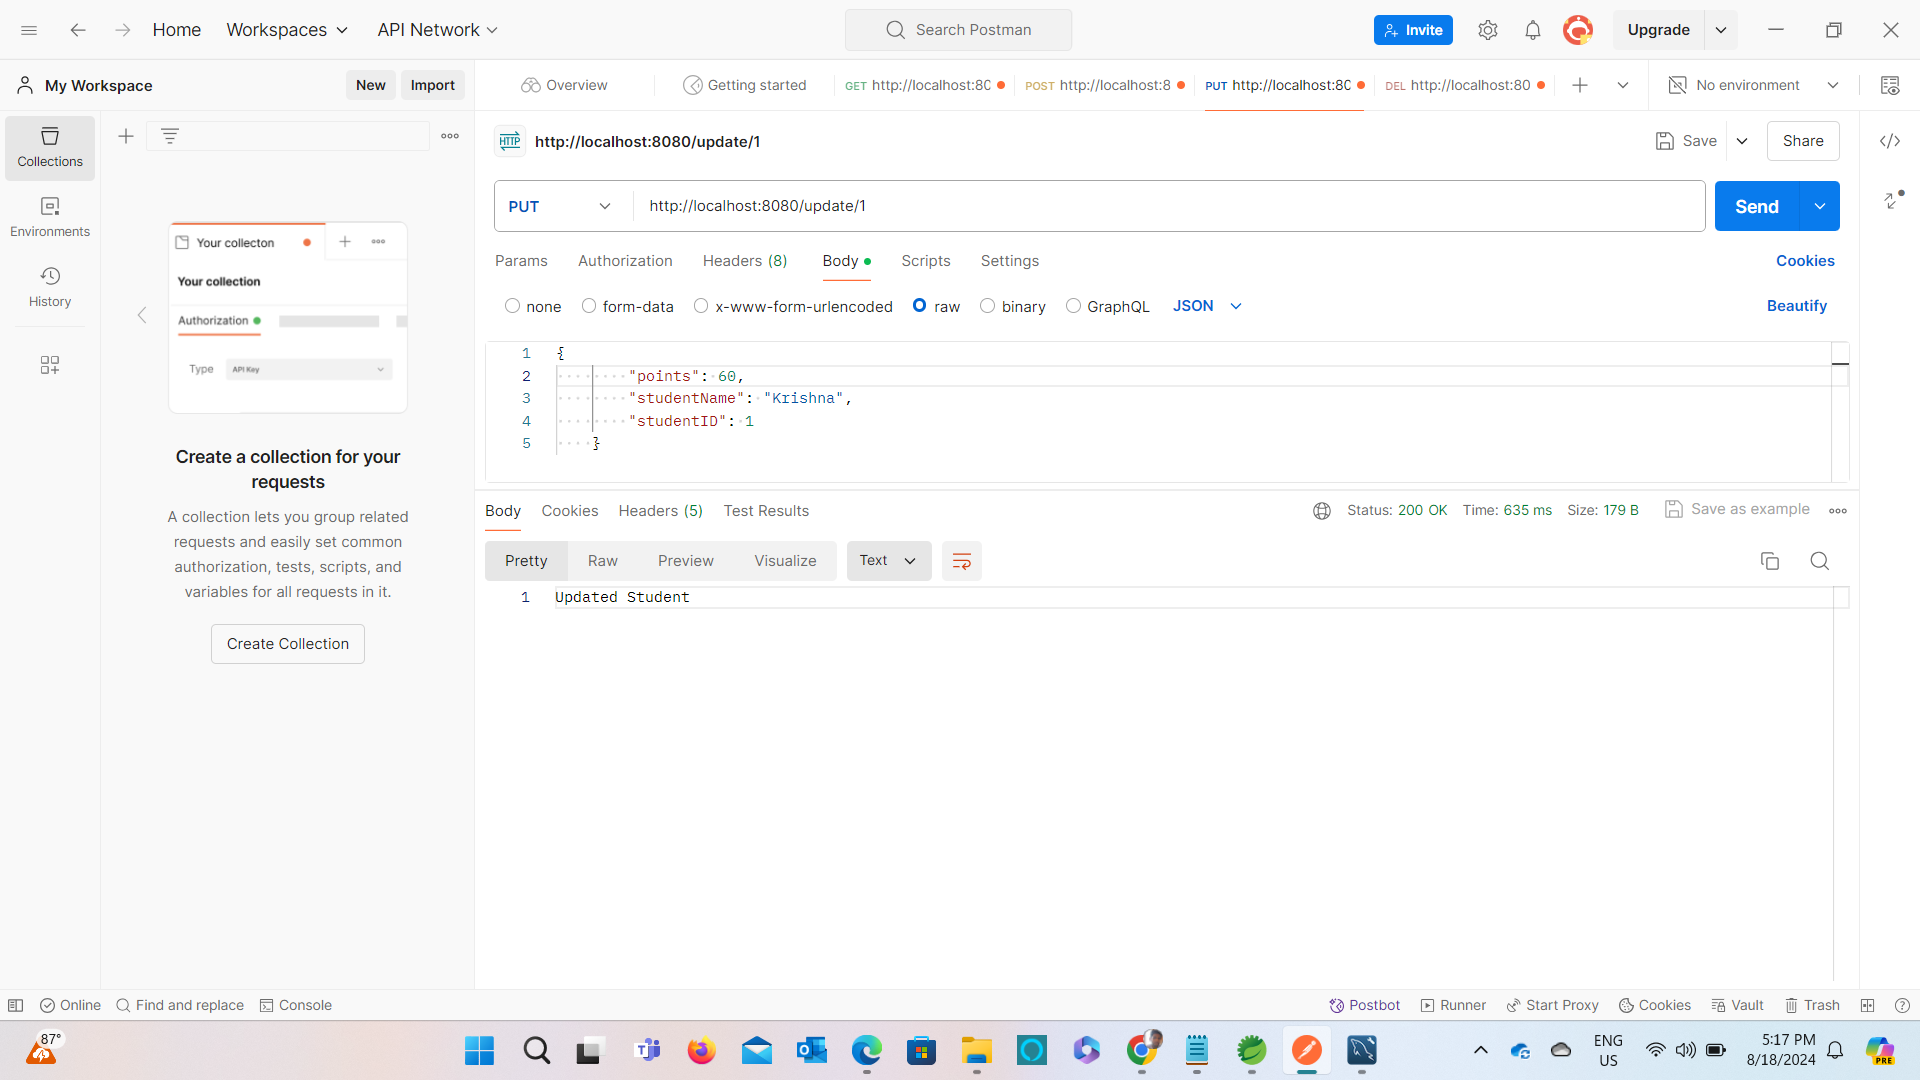 Home
Workspaces
API Network
Search Postman
Invite
Upgrade
My Workspace
New
Import
Overview
Getting started
GET http://localhost:80
POST http://localhost:8
PUT http://localhost:80
DEL http://localhost:80
No environment
Collections
Environments
History
Your collecton
Your collection
Authorization
Type
API Key
Create a collection for your
requests
A collection lets you group related
requests and easily set common
authorization, tests, scripts, and
variables for all requests in it.
Create Collection
HTTP
http://localhost:8080/update/1
Save
Share
PUT
http://localhost:8080/update/1
Send
Params
Authorization
Headers (8)
Body
Scripts
Settings
Cookies
none
form-data
x-www-form-urlencoded
raw
binary
GraphQL
JSON
Beautify
1 {
2 "points": 60,
3 "studentName": "Krishna",
4 "studentID": 1
5 }
Body
Cookies
Headers (5)
Test Results
Status: 200 OK
Time: 635 ms
Size: 179 B
Save as example
Pretty
Raw
Preview
Visualize
Text
1 Updated Student
Online
Find and replace
Console
Postbot
Runner
Start Proxy
Cookies
Vault
Trash
87°
ENG
US
5:17 PM
8/18/2024
PRE